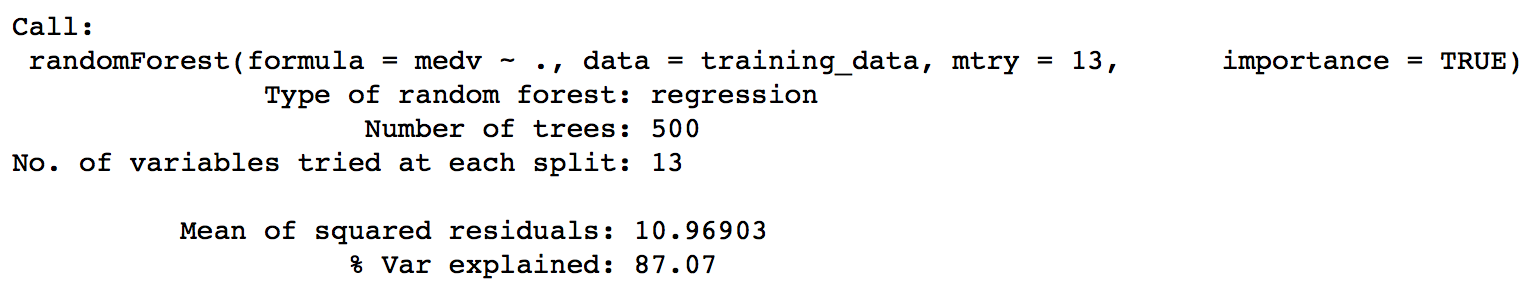 Call:
 randomForest(formula = medv ~ ., data = training_data, mtry = 13,      importance = TRUE)
               Type of random forest: regression
                     Number of trees: 500
No. of variables tried at each split: 13

          Mean of squared residuals: 10.96903
                    % Var explained: 87.07